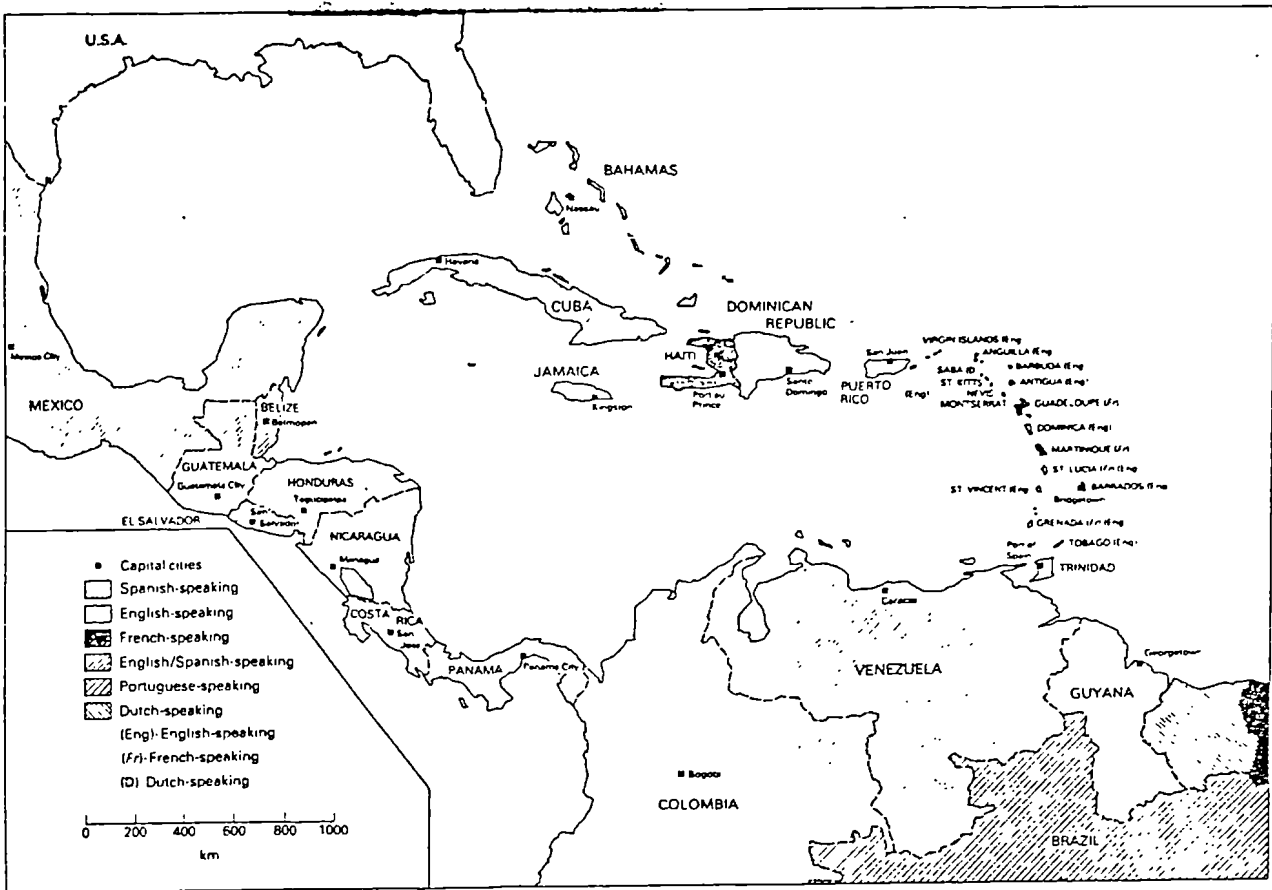 U.S.A.
BAHAMAS
Nassau
Havana
CUBA
DOMINICAN
REPUBLIC
HAITI
Port au
Prince
Santo
Domingo
JAMAICA
Kingston
San Juan
PUERTO
RICO
VIRGIN ISLANDS (Eng
(Eng)
ANGUILLA (Eng
SABA (D
BARBUDA (Eng
ST. KITTS
ANTIGUA (Eng)
NEVIS
MONTSERRAT
GUADELOUPE (Fr)
DOMINICA (Eng)
MARTINIQUE (Fr)
ST. LUCIA (Fr) (Eng
ST. VINCENT (Eng
BARBADOS (Eng
Bridgetown
GRENADA (Fr) (Eng
TOBAGO (Eng)
Port of
Spain
TRINIDAD
MEXICO
BELIZE
Belmopan
GUATEMALA
Guatemala City
HONDURAS
San
Salvador
EL SALVADOR
NICARAGUA
Managua
COSTA RICA
San
Jose
PANAMA
Panama City
Caracas
VENEZUELA
Georgetown
GUYANA
COLOMBIA
BRAZIL
Capital cities
Spanish-speaking
English-speaking
French-speaking
English/Spanish-speaking
Portuguese-speaking
Dutch-speaking
(Eng)-English-speaking
(Fr)-French-speaking
(D) Dutch-speaking
0 200 400 600 800 1000
km